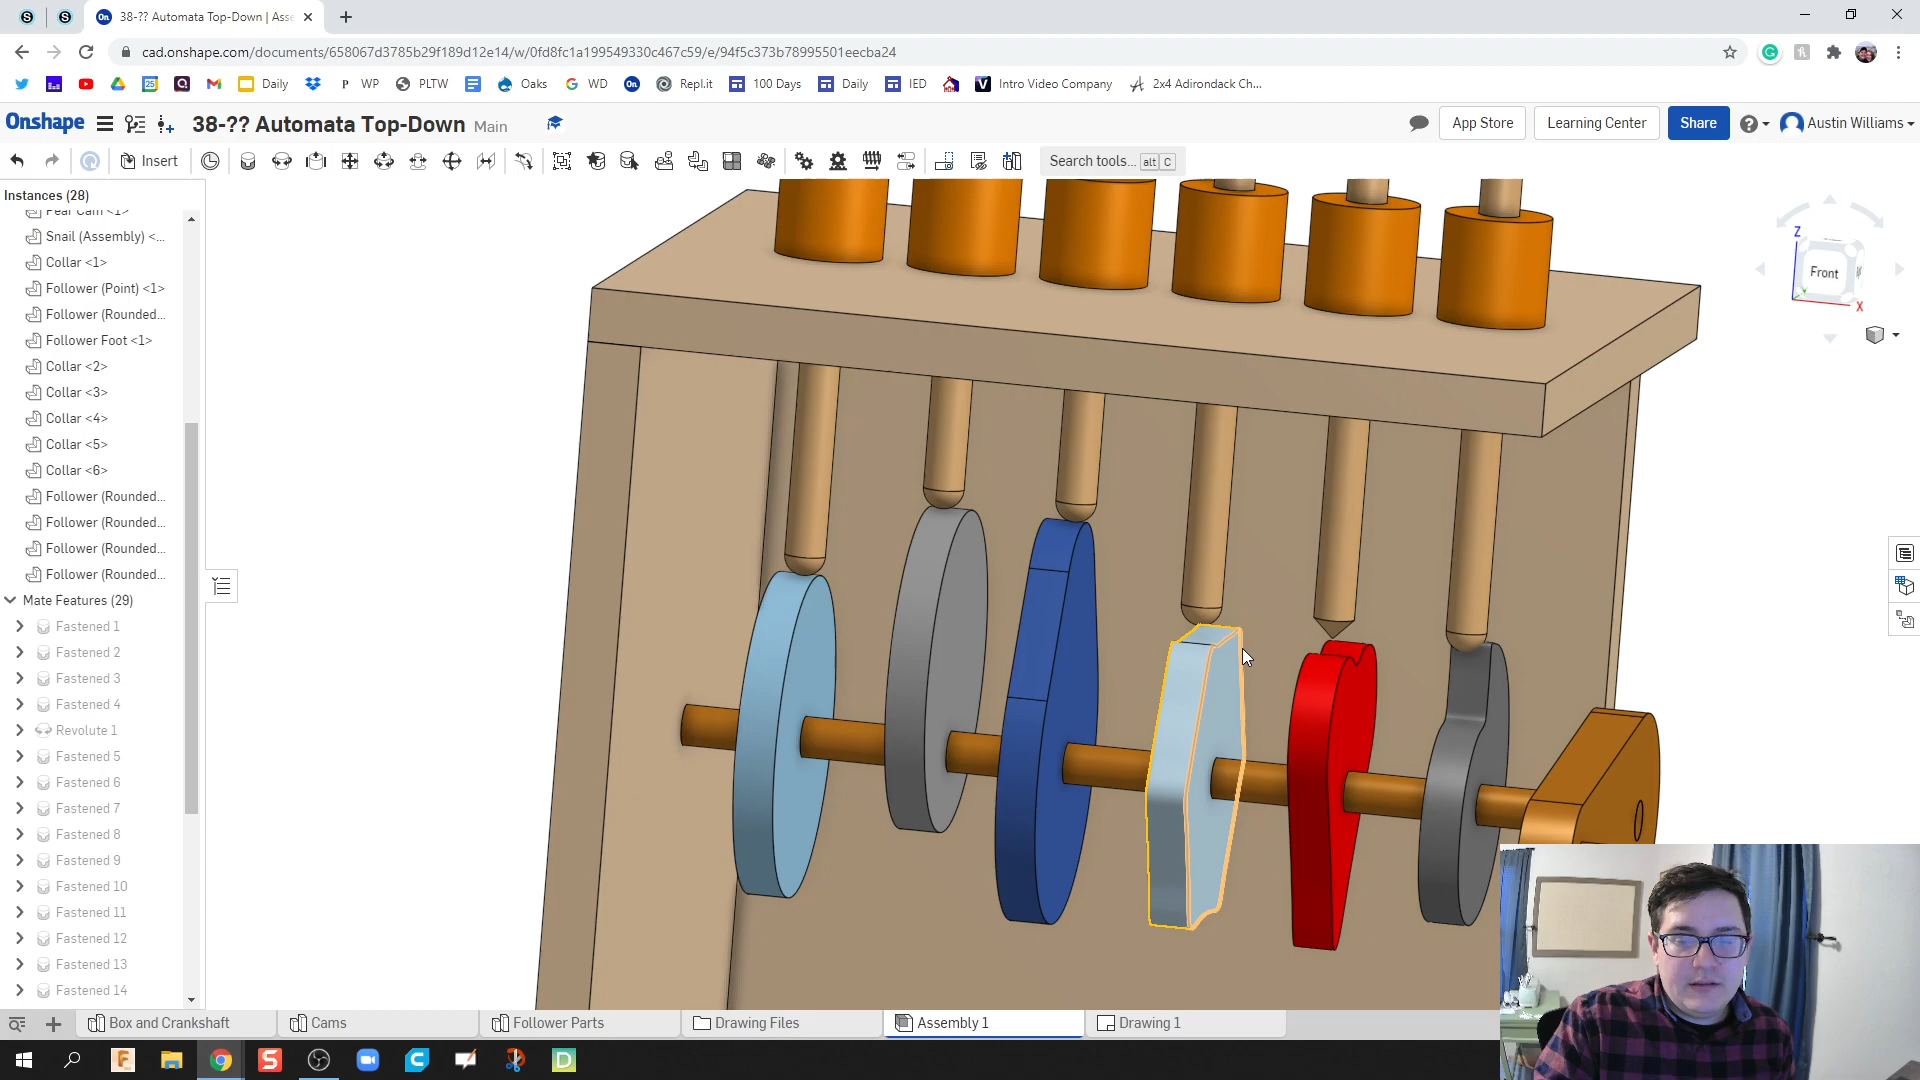 38-?? Automata Top-Down | Asse
cad.onshape.com/documents/658067d3785b29f189d12e14/w/0fd8fc1a199549330c467c59/e/94f5c373b78995501eecba24
Daily
P WP
PLTW
Oaks
WD
Repl.it
100 Days
Daily
IED
Intro Video Company
2x4 Adirondack Ch...
Onshape
38-?? Automata Top-Down Main
App Store
Learning Center
Share
Austin Williams
Insert
Search tools... alt C
Instances (28)
Pear Cam <1>
Snail (Assembly) <...
Collar <1>
Follower (Point) <1>
Follower (Rounded...
Follower Foot <1>
Collar <2>
Collar <3>
Collar <4>
Collar <5>
Collar <6>
Follower (Rounded...
Follower (Rounded...
Follower (Rounded...
Follower (Rounded...
Mate Features (29)
Fastened 1
Fastened 2
Fastened 3
Fastened 4
Revolute 1
Fastened 5
Fastened 6
Fastened 7
Fastened 8
Fastened 9
Fastened 10
Fastened 11
Fastened 12
Fastened 13
Fastened 14
Z
Front
X
Box and Crankshaft
Cams
Follower Parts
Drawing Files
Assembly 1
Drawing 1